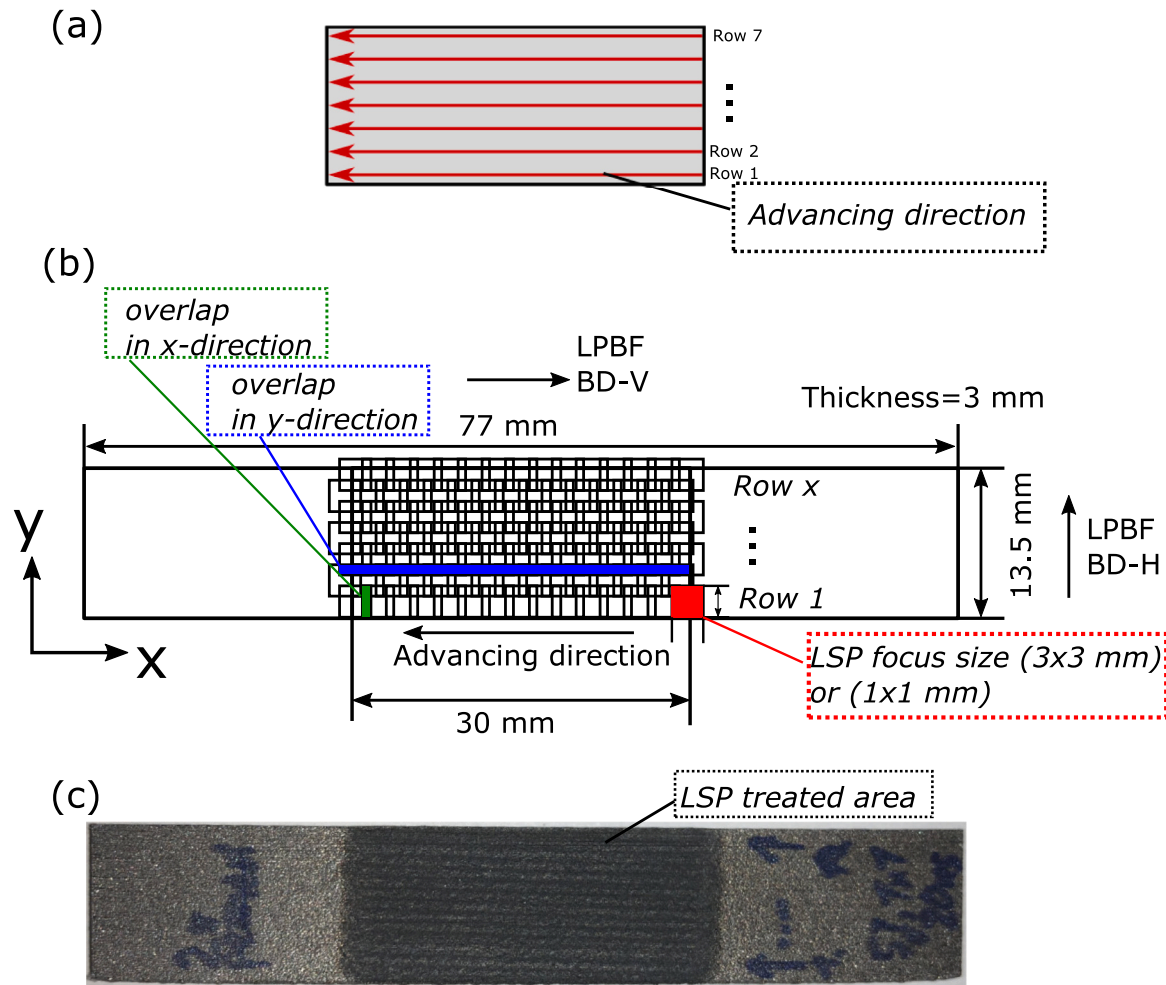 (a)
Row 7
Row 2
Row 1
Advancing direction
(b)
overlap
in x-direction
overlap
in y-direction
LPBF
BD-V
Thickness=3 mm
77 mm
Row x
13.5 mm
LPBF
BD-H
y
x
Row 1
Advancing direction
LSP focus size (3x3 mm)
or (1x1 mm)
30 mm
(c)
LSP treated area